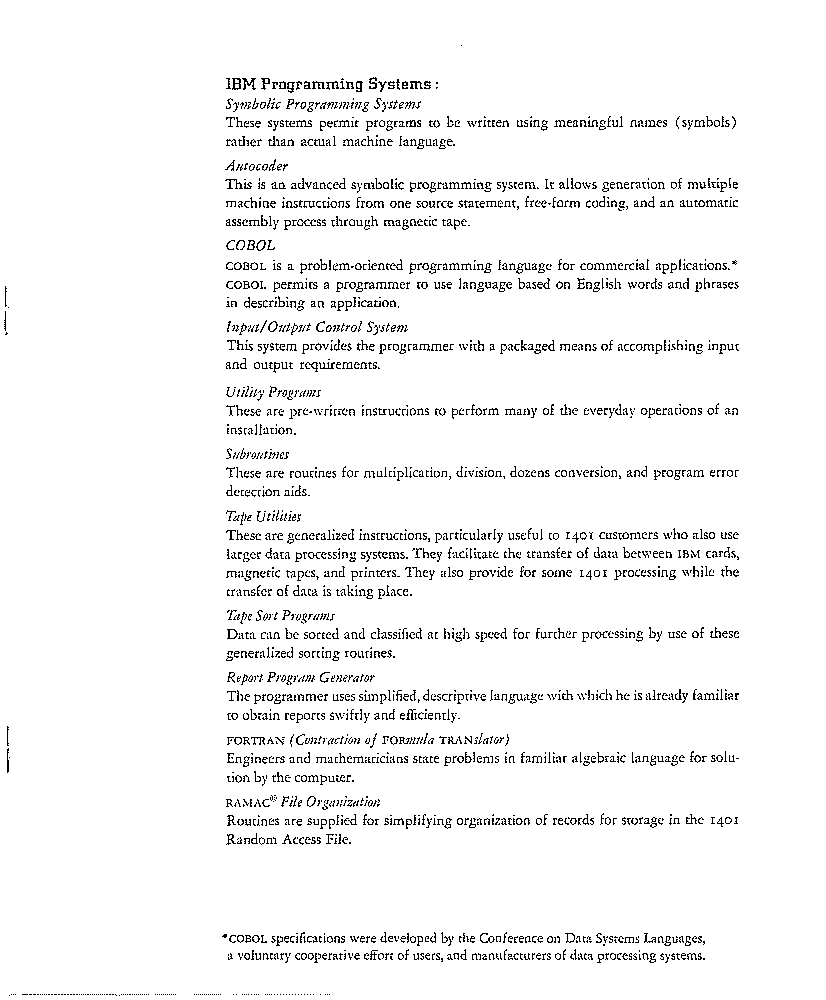 IBM Programming Systems:
Symbolic Programming Systems
These systems permit programs to be written using meaningful names (symbols)
rather than actual machine language.
Autocoder
This is an advanced symbolic programming system. It allows generation of multiple
machine instructions from one source statement, free-form coding, and an automatic
assembly process through magnetic tape.
COBOL
COBOL is a problem-oriented programming language for commercial applications.*
COBOL permits a programmer to use language based on English words and phrases
in describing an application.
Input/Output Control System
This system provides the programmer with a packaged means of accomplishing input
and output requirements.
Utility Programs
These are pre-written instructions to perform many of the everyday operations of an
installation.
Subroutines
These are routines for multiplication, division, dozens conversion, and program error
detection aids.
Tape Utilities
These are generalized instructions, particularly useful to 1401 customers who also use
larger data processing systems. They facilitate the transfer of data between IBM cards,
magnetic tapes, and printers. They also provide for some 1401 processing while the
transfer of data is taking place.
Tape Sort Programs
Data can be sorted and classified at high speed for further processing by use of these
generalized sorting routines.
Report Program Generator
The programmer uses simplified, descriptive language with which he is already familiar
to obtain reports swiftly and efficiently.
FORTRAN (Contraction of FORmula TRANslator)
Engineers and mathematicians state problems in familiar algebraic language for solu-
tion by the computer.
RAMAC® File Organization
Routines are supplied for simplifying organization of records for storage in the 1401
Random Access File.
*COBOL specifications were developed by the Conference on Data Systems Languages,
a voluntary cooperative effort of users, and manufacturers of data processing systems.